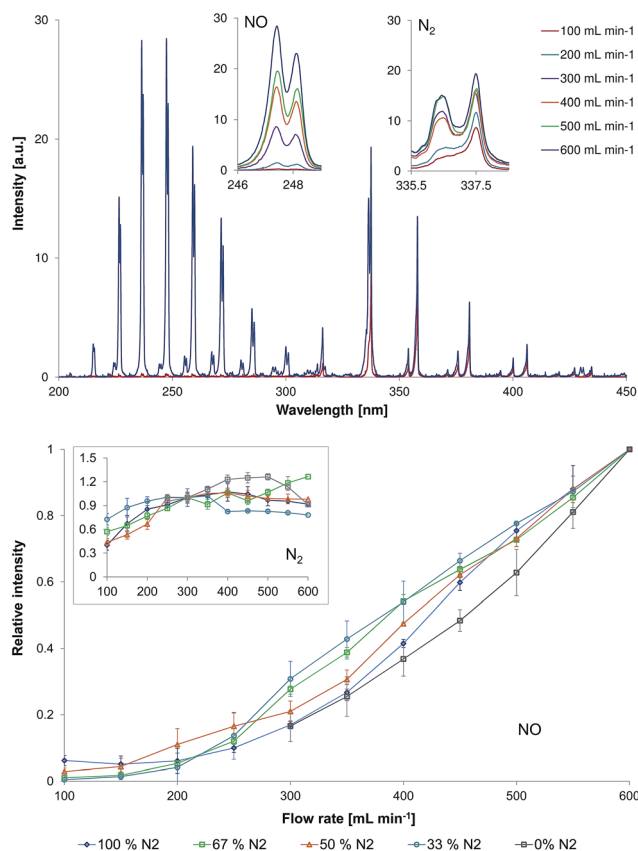 30
20
10
0
Intensity [a.u.]
200
250
300
350
400
450
Wavelength [nm]
NO
30
20
10
0
246
248
N2
30
20
10
0
335.5
337.5
100 mL min-1
200 mL min-1
300 mL min-1
400 mL min-1
500 mL min-1
600 mL min-1
1
0.8
0.6
0.4
0.2
0
Relative intensity
1.5
1.2
0.9
0.6
0.3
0
100
200
300
400
500
600
N2
NO
100
200
300
400
500
600
Flow rate [mL min-1]
100 % N2
67 % N2
50 % N2
33 % N2
0% N2